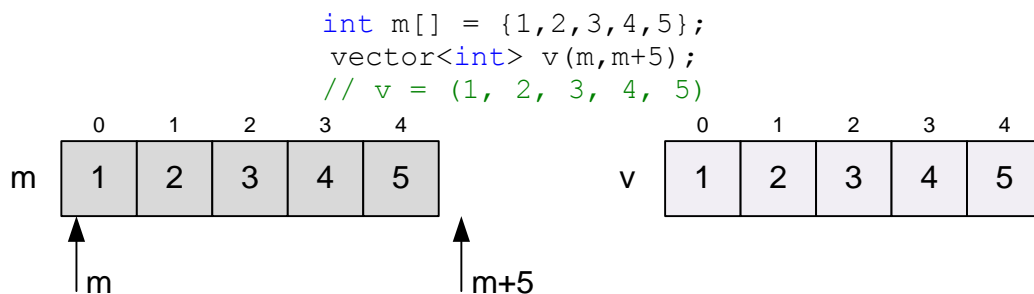 int m[] = {1,2,3,4,5};
vector<int> v(m,m+5);
// v = (1, 2, 3, 4, 5)
0 1 2 3 4 0 1 2 3 4
m 1 2 3 4 5 v 1 2 3 4 5
m m+5